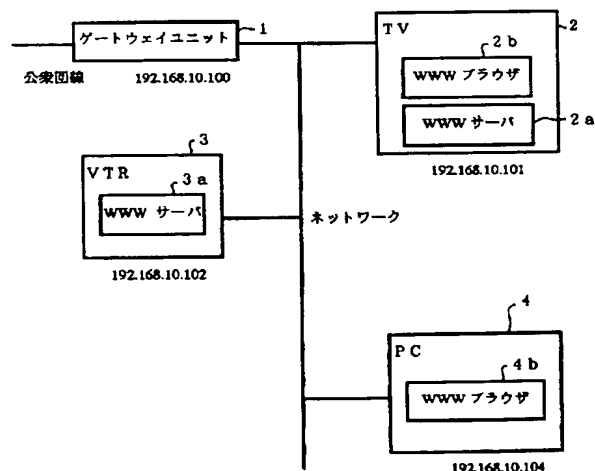 ゲートウェイユニット
1
公衆回線
192.168.10.100
TV
2
2b
WWW ブラウザ
WWW サーバ
2a
192.168.10.101
3
VTR
3a
WWW サーバ
192.168.10.102
ネットワーク
4
PC
4b
WWW ブラウザ
192.168.10.104